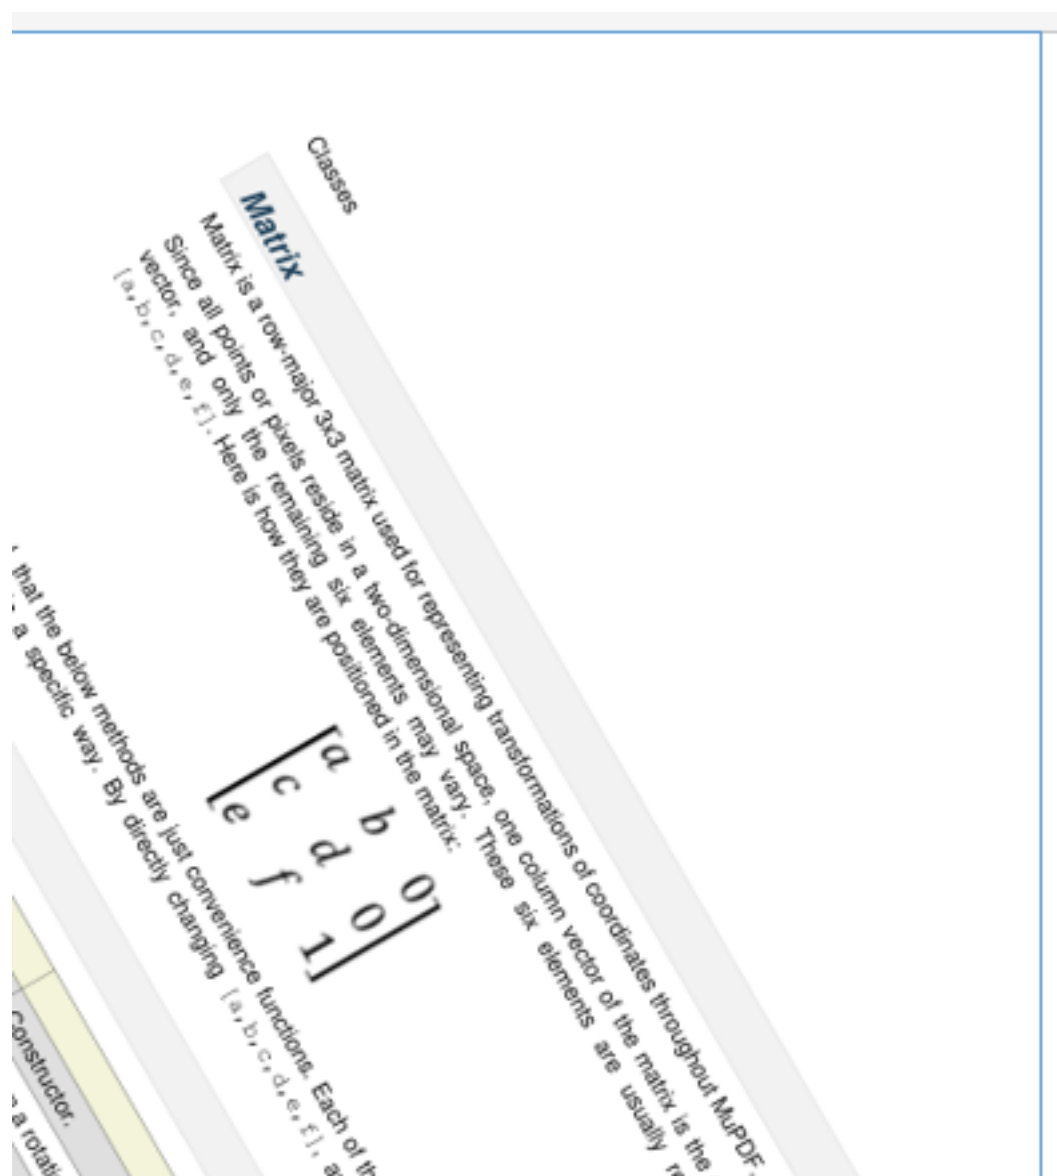 Classes
Matrix
Matrix is a row-major 3x3 matrix used for representing transformations of coordinates throughout MuPDF.
Since all points or pixels reside in a two-dimensional space, one column vector of the matrix is the
vector, and only the remaining six elements may vary. These six elements are usually
[a,b,c,d,e,f]. Here is how they are positioned in the matrix:
a b 0
c d 0
e f 1
that the below methods are just convenience functions. Each of
a specific way. By directly changing [a,b,c,d,e,f],
Constructor.
a